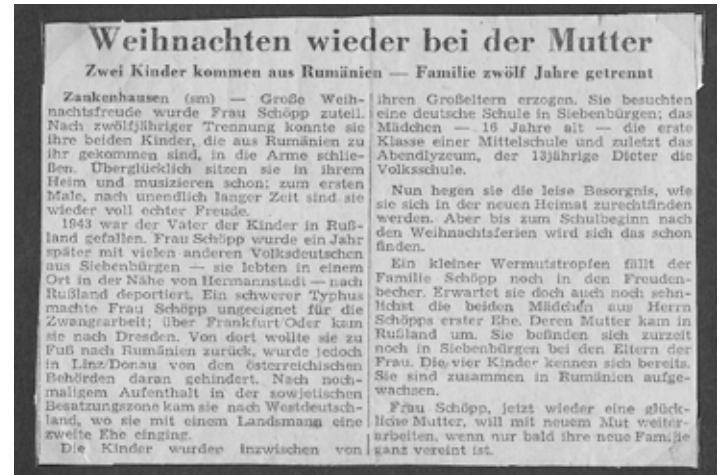 Weihnachten wieder bei der Mutter
Zwei Kinder kommen aus Rumänien — Familie zwölf Jahre getrennt
Zankenhausen (sm) — Große Weih-
nachtsfreude wurde Frau Schöpp zuteil.
Nach zwölfjähriger Trennung konnte sie
ihre beiden Kinder, die aus Rumänien zu
ihr gekommen sind, in die Arme schlie-
ßen. Überglücklich sitzen sie in ihrem
Heim und musizieren schon; zum ersten
Male, nach unendlich langer Zeit sind sie
wieder voll echter Freude.
1943 war der Vater der Kinder in Ruß-
land gefallen. Frau Schöpp wurde ein Jahr
später mit vielen anderen Volksdeutschen
aus Siebenbürgen — sie lebten in einem
Ort in der Nähe von Hermannstadt — nach
Rußland deportiert. Ein schwerer Typhus
machte Frau Schöpp ungeeignet für die
Zwangsarbeit; über Frankfurt/Oder kam
sie nach Dresden. Von dort wollte sie zu
Fuß nach Rumänien zurück, wurde jedoch
in Linz/Donau von den österreichischen
Behörden daran gehindert. Nach noch-
maligem Aufenthalt in der sowjetischen
Besatzungszone kam sie nach Westdeutsch-
land, wo sie mit einem Landsmann eine
zweite Ehe einging.
Die Kinder wurden inzwischen von
ihren Großeltern erzogen. Sie besuchten
eine deutsche Schule in Siebenbürgen; das
Mädchen — 16 Jahre alt — die erste
Klasse einer Mittelschule und zuletzt das
Abendlyzeum, der 13jährige Dieter die
Volksschule.
Nun hegen sie die leise Besorgnis, wie
sie sich in der neuen Heimat zurechtfinden
werden. Aber bis zum Schulbeginn nach
den Weihnachtsferien wird sich das schon
finden.
Ein kleiner Wermutstropfen fällt der
Familie Schöpp noch in den Freuden-
becher. Erwartet sie doch auch noch sehn-
lichst die beiden Mädchen aus Herrn
Schöpps erster Ehe. Deren Mutter kam in
Rußland um. Sie befinden sich zurzeit
noch in Siebenbürgen bei den Eltern der
Frau. Die vier Kinder kennen sich bereits.
Sie sind zusammen in Rumänien aufge-
wachsen.
Frau Schöpp, jetzt wieder eine glück-
liche Mutter, will mit neuem Mut weiter-
arbeiten, wenn nur bald ihre neue Familie
ganz vereint ist.